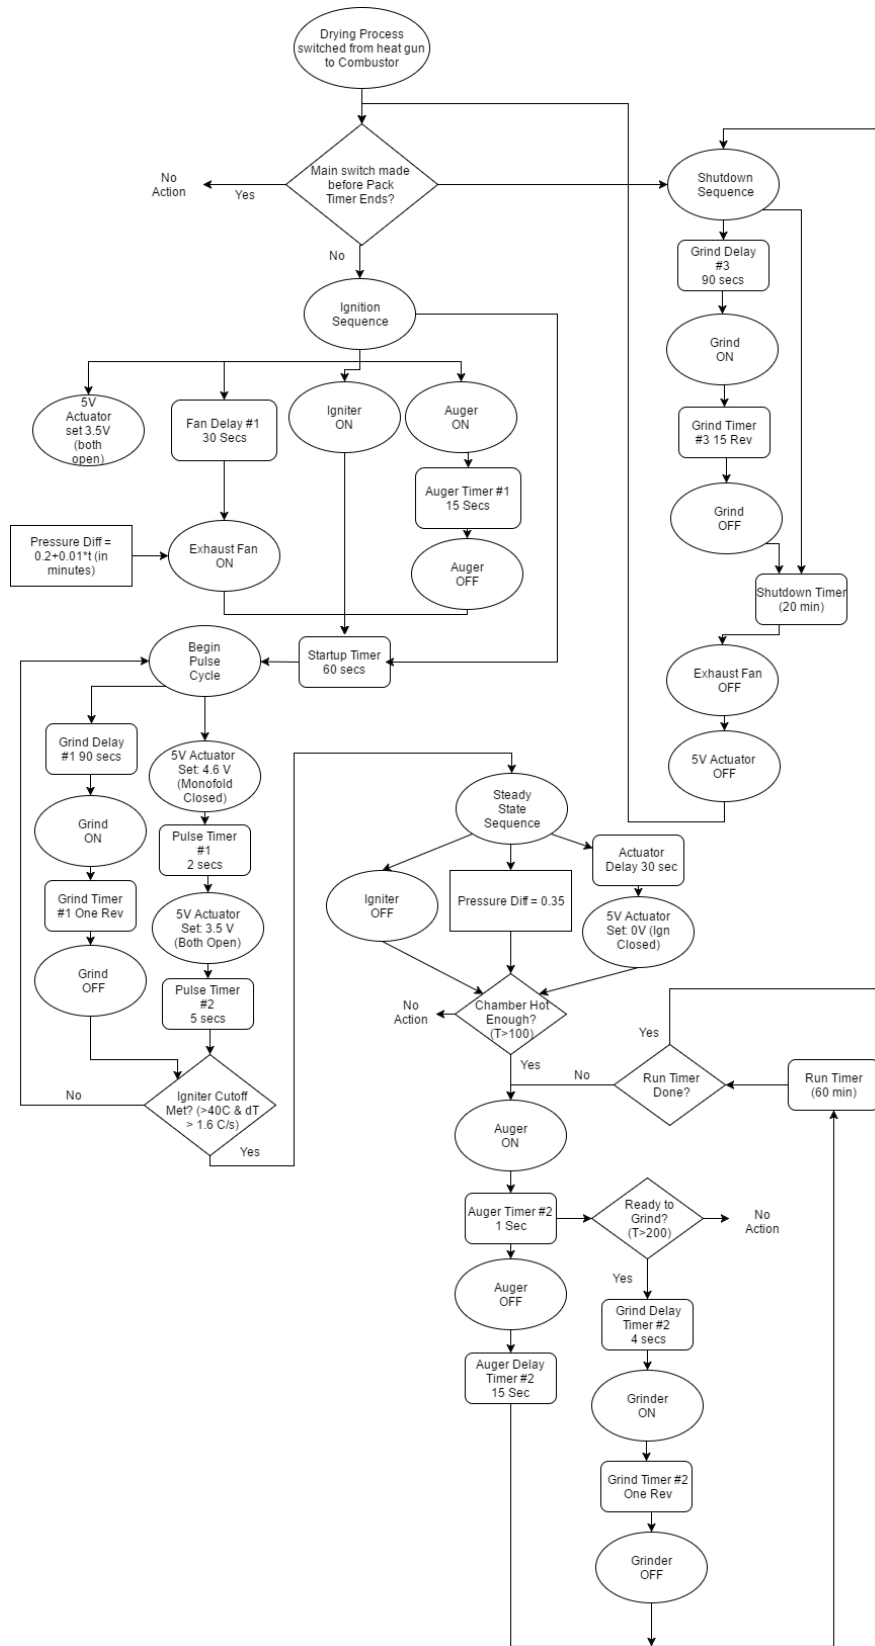 Drying Process
switched from heat gun
to Combustor
Main switch made
before Pack
Timer Ends?
No
Action
Yes
No
Shutdown
Sequence
Grind Delay
#3
90 secs
Grind
ON
Grind Timer
#3 15 Rev
Grind
OFF
Shutdown Timer
(20 min)
Exhaust Fan
OFF
5V Actuator
OFF
Ignition
Sequence
5V
Actuator
set 3.5V
(both
open)
Fan Delay #1
30 Secs
Igniter
ON
Auger
ON
Auger Timer #1
15 Secs
Auger
OFF
Pressure Diff =
0.2+0.01*t (in
minutes)
Exhaust Fan
ON
Startup Timer
60 secs
Begin
Pulse
Cycle
Grind Delay
#1 90 secs
Grind
ON
Grind Timer
#1 One Rev
Grind
OFF
5V Actuator
Set: 4.6 V
(Monofold
Closed)
Pulse Timer
#1
2 secs
5V Actuator
Set: 3.5 V
(Both Open)
Pulse Timer
#2
5 secs
Igniter Cutoff
Met? (>40C & dT
> 1.6 C/s)
No
Yes
Steady
State
Sequence
Igniter
OFF
Pressure Diff = 0.35
Actuator
Delay 30 sec
5V Actuator
Set: 0V (Ign
Closed)
Chamber Hot
Enough?
(T>100)
No
Action
Yes
No
Yes
Run Timer
Done?
Run Timer
(60 min)
Auger
ON
Auger Timer #2
1 Sec
Ready to
Grind?
(T>200)
No
Action
Yes
Auger
OFF
Auger Delay
Timer #2
15 Sec
Grind Delay
Timer #2
4 secs
Grinder
ON
Grind Timer #2
One Rev
Grinder
OFF